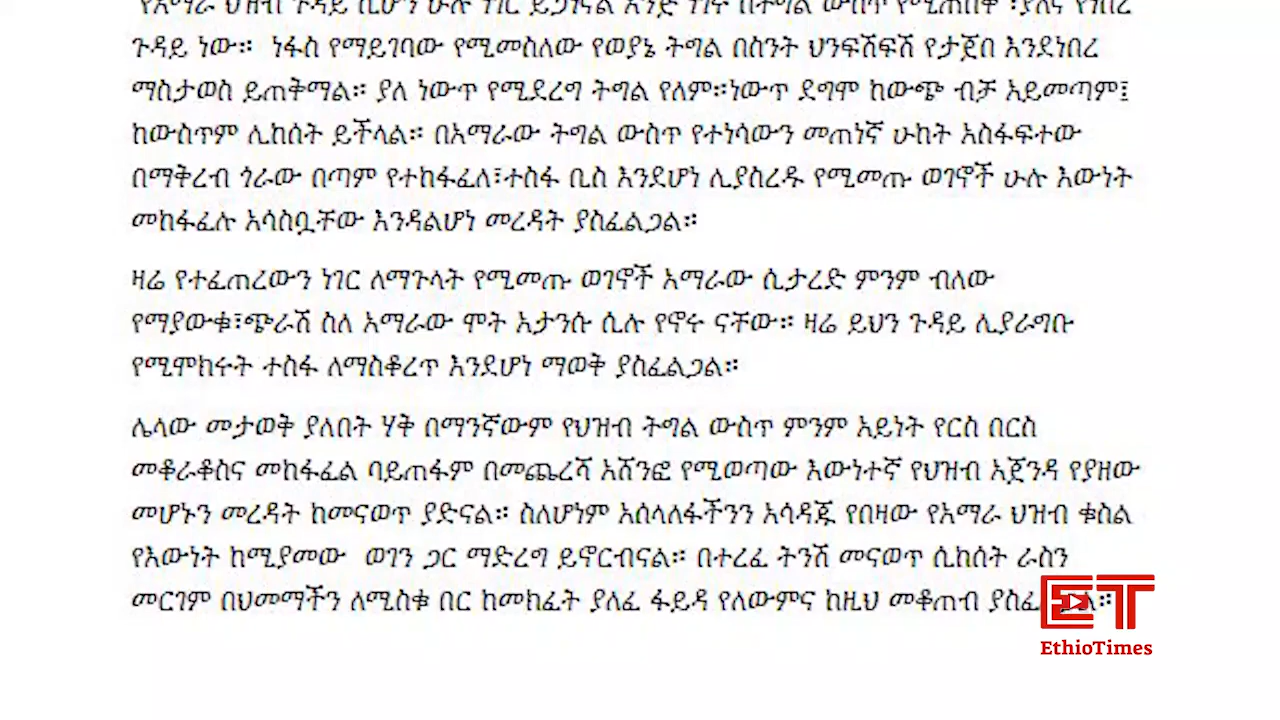 የአማራ ህዝብ ጉዳይ ሲሆን ሁሉ ነገር ይጋነናል አንድ ነገሩ በትግል ውስጥ የሚጠበቅ ፣ያለና የነበረ
ጉዳይ ነው። ነፋስ የማይገባው የሚመስለው የወያኔ ትግል በስንት ህንፍሽፍሽ የታጀበ እንደነበረ
ማስታወስ ይጠቅማል። ያለ ነውጥ የሚደረግ ትግል የለም።ነውጥ ደግሞ ከውጭ ብቻ አይመጣም፤
ከውስጥም ሊከሰት ይችላል። በአማራው ትግል ውስጥ የተነሳውን መጠነኛ ሁከት አስፋፍተው
በማቅረብ ጎራው በጣም የተከፋፈለ፣ተስፋ ቢስ እንደሆነ ሊያስረዱ የሚመጡ ወገኖች ሁሉ እውነት
መከፋፈሉ አሳስቧቸው እንዳልሆነ መረዳት ያስፈልጋል።
ዛሬ የተፈጠረውን ነገር ለማጉላት የሚመጡ ወገኖች አማራው ሲታረድ ምንም ብለው
የማያውቁ፣ጭራሽ ስለ አማራው ሞት አታንሱ ሲሉ የኖሩ ናቸው። ዛሬ ይህን ጉዳይ ሊያራግቡ
የሚሞክሩት ተስፋ ለማስቆረጥ እንደሆነ ማወቅ ያስፈልጋል።
ሌላው መታወቅ ያለበት ሃቅ በማንኛውም የህዝብ ትግል ውስጥ ምንም አይነት የርስ በርስ
መቆራቆስና መከፋፈል ባይጠፋም በመጨረሻ አሸንፎ የሚወጣው እውነተኛ የህዝብ አጀንዳ የያዘው
መሆኑን መረዳት ከመናወጥ ያድናል። ስለሆነም አሰላለፋችንን አሳዳጁ የበዛው የአማራ ህዝብ ቁስል
የእውነት ከሚያመው ወገን ጋር ማድረግ ይኖርብናል። በተረፈ ትንሽ መናወጥ ሲከሰት ራስን
መርገም በህመማችን ለሚስቁ በር ከመክፈት ያለፈ ፋይዳ የለውምና ከዚህ መቆጠብ
ET
EthioTimes